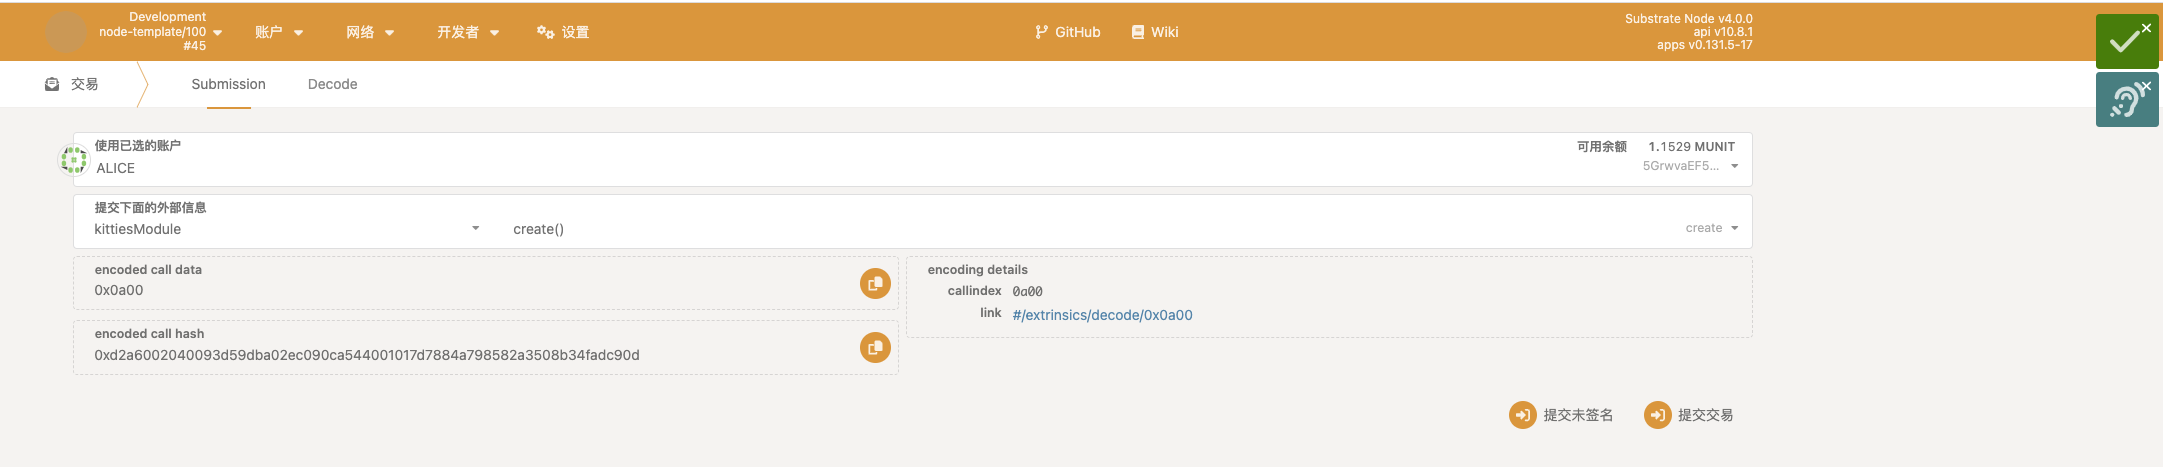 Development
node-template/100
#45
账户
网络
开发者
设置
GitHub
Wiki
Substrate Node v4.0.0
api v10.8.1
apps v0.131.5-17
交易
Submission
Decode
使用已选的账户
ALICE
可用余额 1.1529 MUNIT
5GrwvaEF5...
提交下面的外部信息
kittiesModule
create()
create
encoded call data
0x0a00
encoding details
callindex 0a00
link #/extrinsics/decode/0x0a00
encoded call hash
0xd2a6002040093d59dba02ec090ca544001017d7884a798582a3508b34fadc90d
提交未签名
提交交易